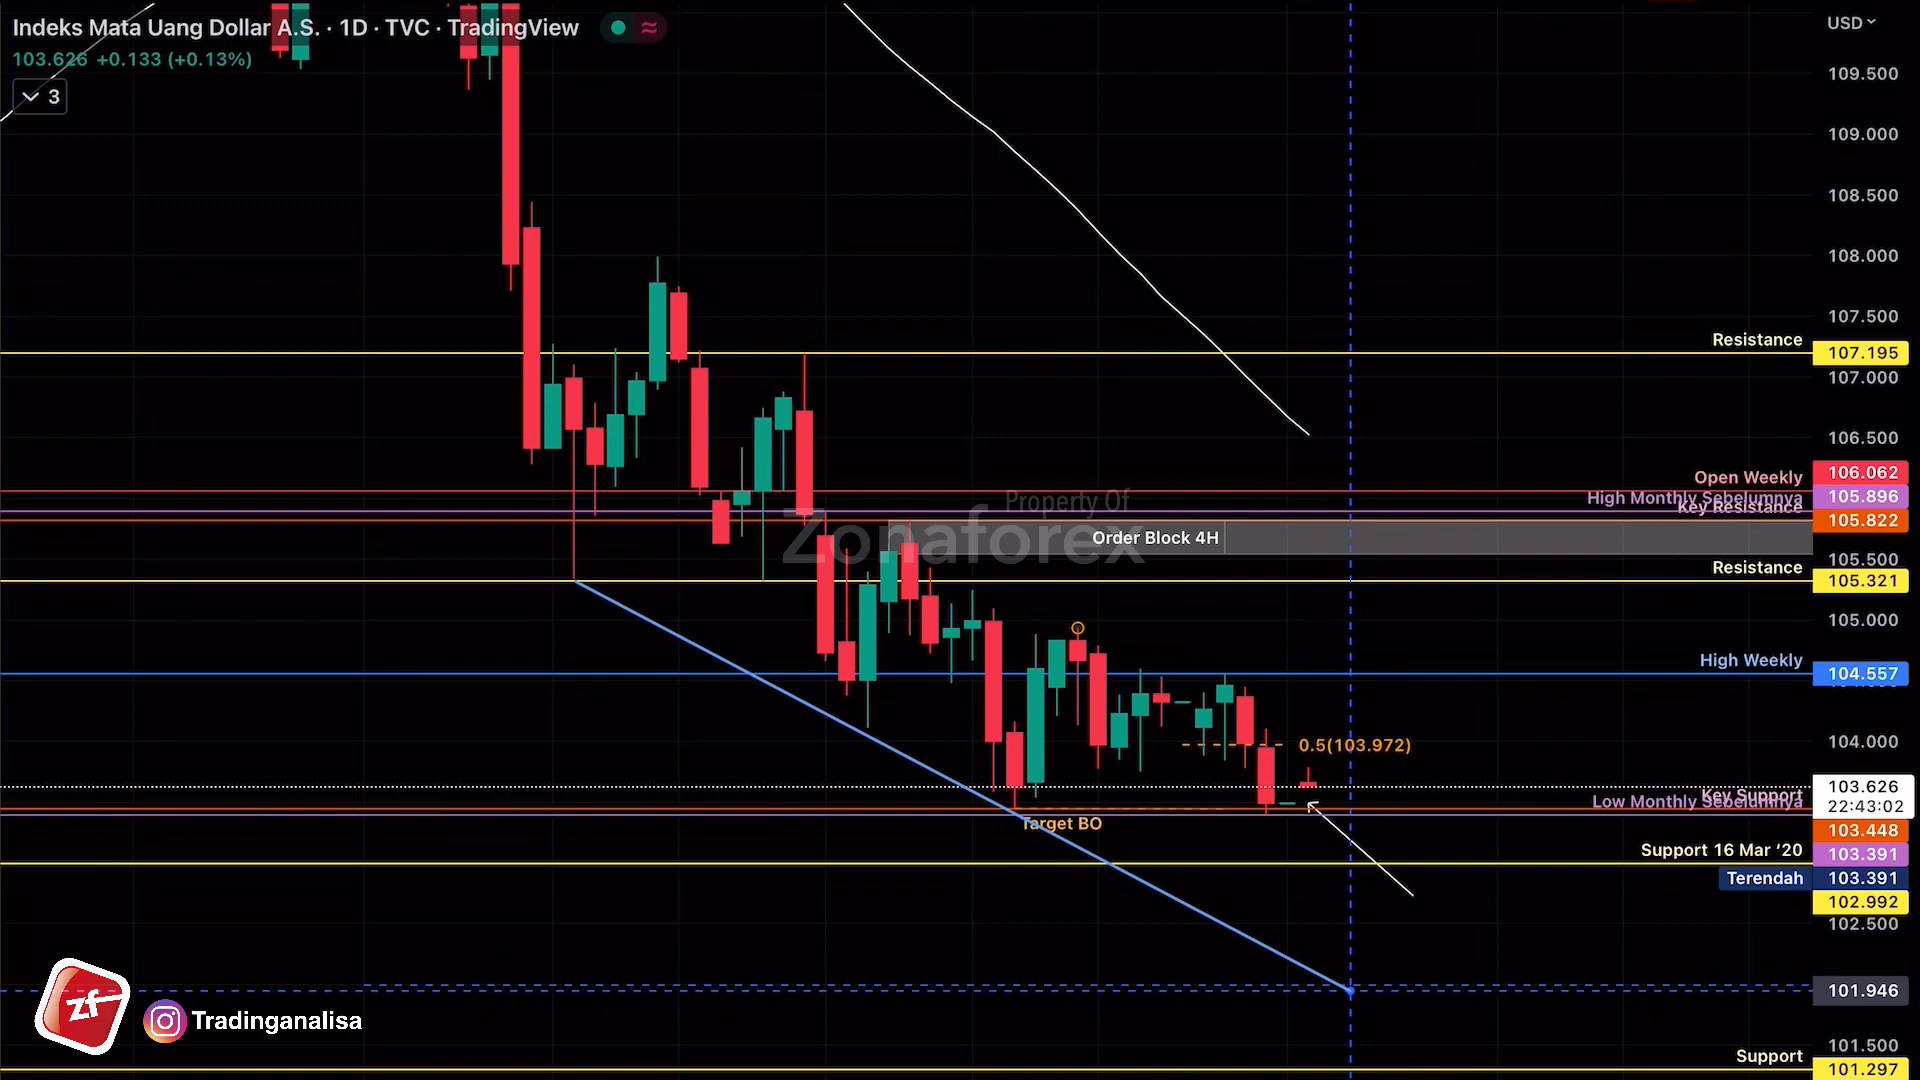 Indeks Mata Uang Dollar A.S. · 1D · TVC · TradingView
USD
103.626 +0.133 (+0.13%)
3
109.500
109.000
108.500
108.000
107.500
Resistance
107.195
107.000
106.500
Open Weekly
106.062
High Monthly Sebelumnya
105.896
Key Resistance
105.822
Property Of
Zonaforex
Order Block 4H
105.500
Resistance
105.321
105.000
High Weekly
104.557
104.000
0.5(103.972)
103.626
22:43:02
Key Support
Low Monthly Sebelumnya
Target BO
103.448
Support 16 Mar '20
103.391
Terendah
103.391
102.992
102.500
101.946
zf
Tradinganalisa
101.500
Support
101.297